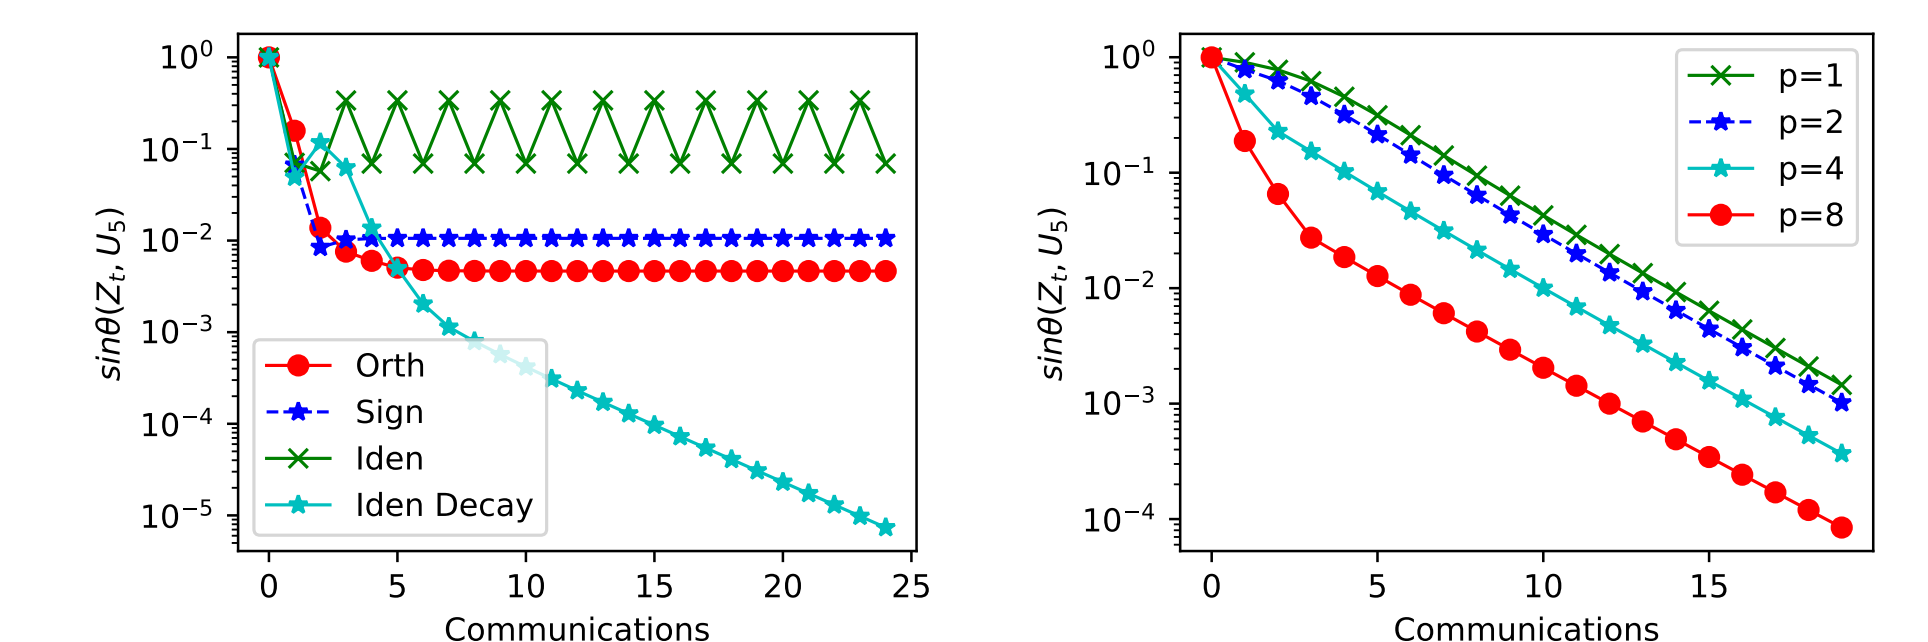 sinθ(Z_t, U_5)
10^0
10^-1
10^-2
10^-3
10^-4
10^-5
Orth
Sign
Iden
Iden Decay
0 5 10 15 20 25
Communications
sinθ(Z_t, U_5)
10^0
10^-1
10^-2
10^-3
10^-4
p=1
p=2
p=4
p=8
0 5 10 15
Communications